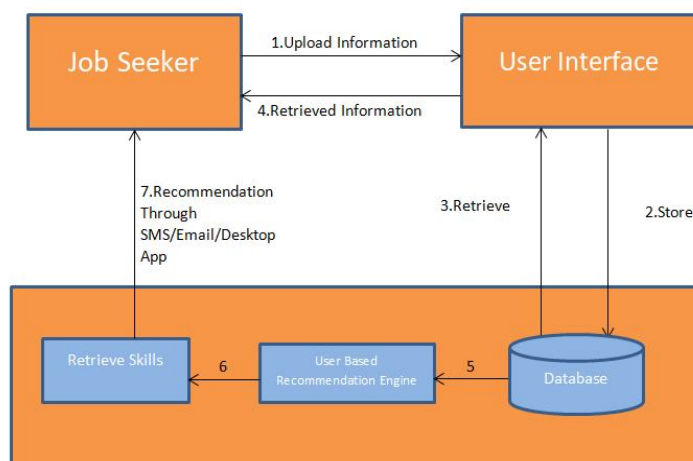 Job Seeker
1.Upload Information
User Interface
4.Retrieved Information
7.Recommendation
Through
SMS/Email/Desktop
App
3.Retrieve
2.Store
Retrieve Skills
6
User Based
Recommendation Engine
5
Database